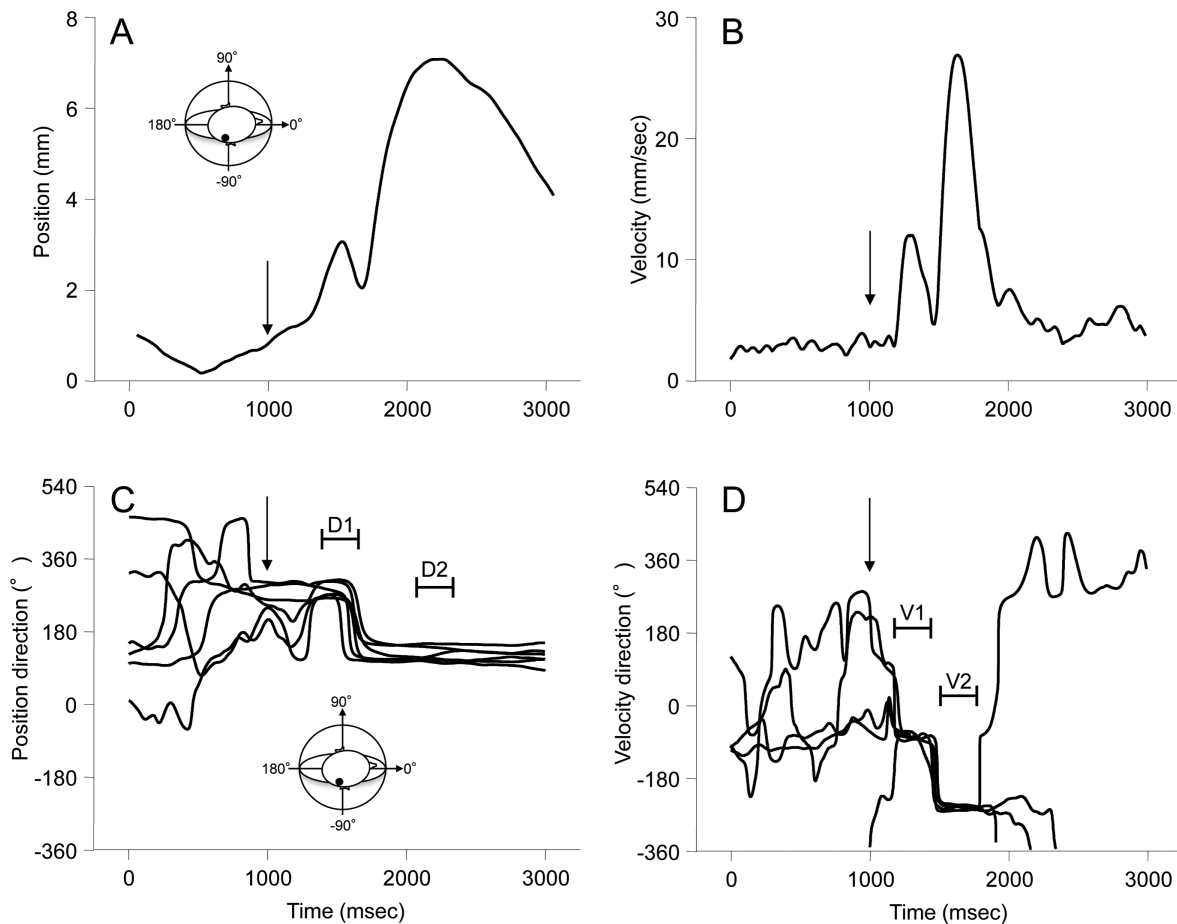 A
Position (mm)
8
6
4
2
0
0 1000 2000 3000
90°
180° 0°
-90°
B
Velocity (mm/sec)
30
20
10
0
0 1000 2000 3000
C
Position direction (°)
540
360
180
0
-180
-360
D1
D2
90°
180° 0°
-90°
0 1000 2000 3000
Time (msec)
D
Velocity direction (°)
540
360
180
0
-180
-360
V1
V2
0 1000 2000 3000
Time (msec)